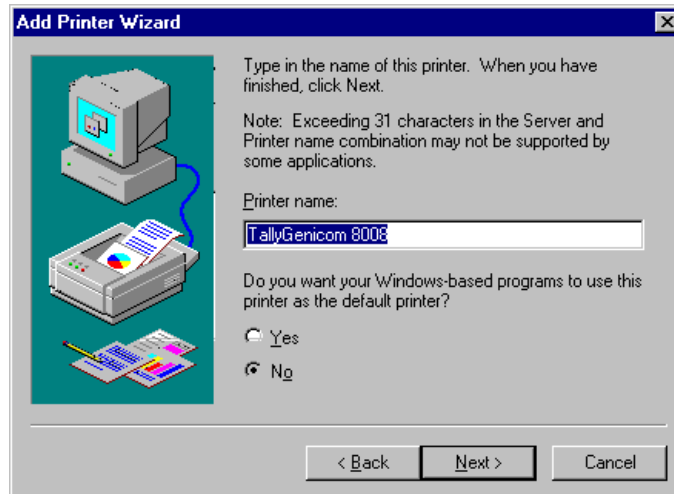 Add Printer Wizard
Type in the name of this printer. When you have
finished, click Next.
Note: Exceeding 31 characters in the Server and
Printer name combination may not be supported by
some applications.
Printer name:
TallyGenicom 8008
Do you want your Windows-based programs to use this
printer as the default printer?
Yes
No
< Back
Next >
Cancel